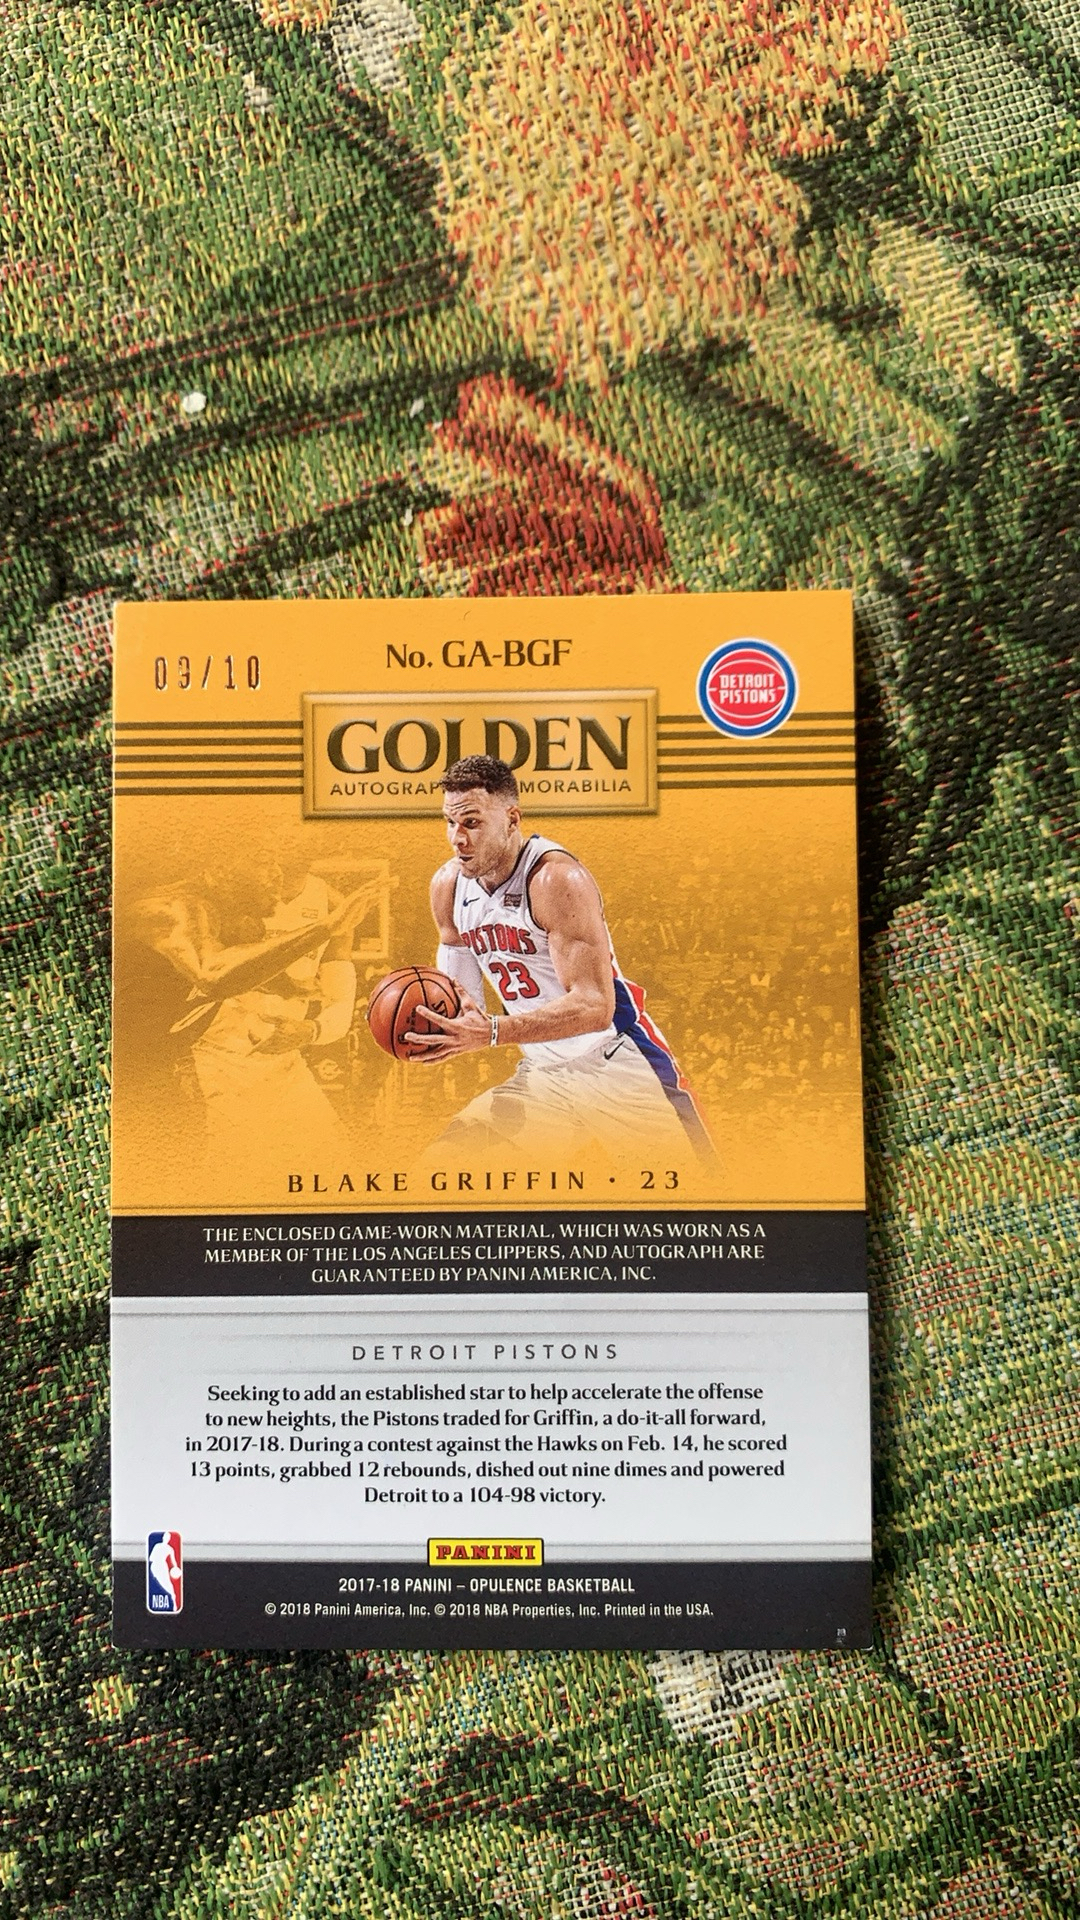 09/10
No. GA-BGF
DETROIT
PISTONS
GOLDEN
AUTOGRAP MORABILIA
PISTONS
23
BLAKE GRIFFIN • 23
THE ENCLOSED GAME-WORN MATERIAL, WHICH WAS WORN AS A
MEMBER OF THE LOS ANGELES CLIPPERS, AND AUTOGRAPH ARE
GUARANTEED BY PANINI AMERICA, INC.
DETROIT PISTONS
Seeking to add an established star to help accelerate the offense
to new heights, the Pistons traded for Griffin, a do-it-all forward,
in 2017-18. During a contest against the Hawks on Feb. 14, he scored
13 points, grabbed 12 rebounds, dished out nine dimes and powered
Detroit to a 104-98 victory.
PANINI
NBA
2017-18 PANINI – OPULENCE BASKETBALL
© 2018 Panini America, Inc. © 2018 NBA Properties, Inc. Printed in the USA.